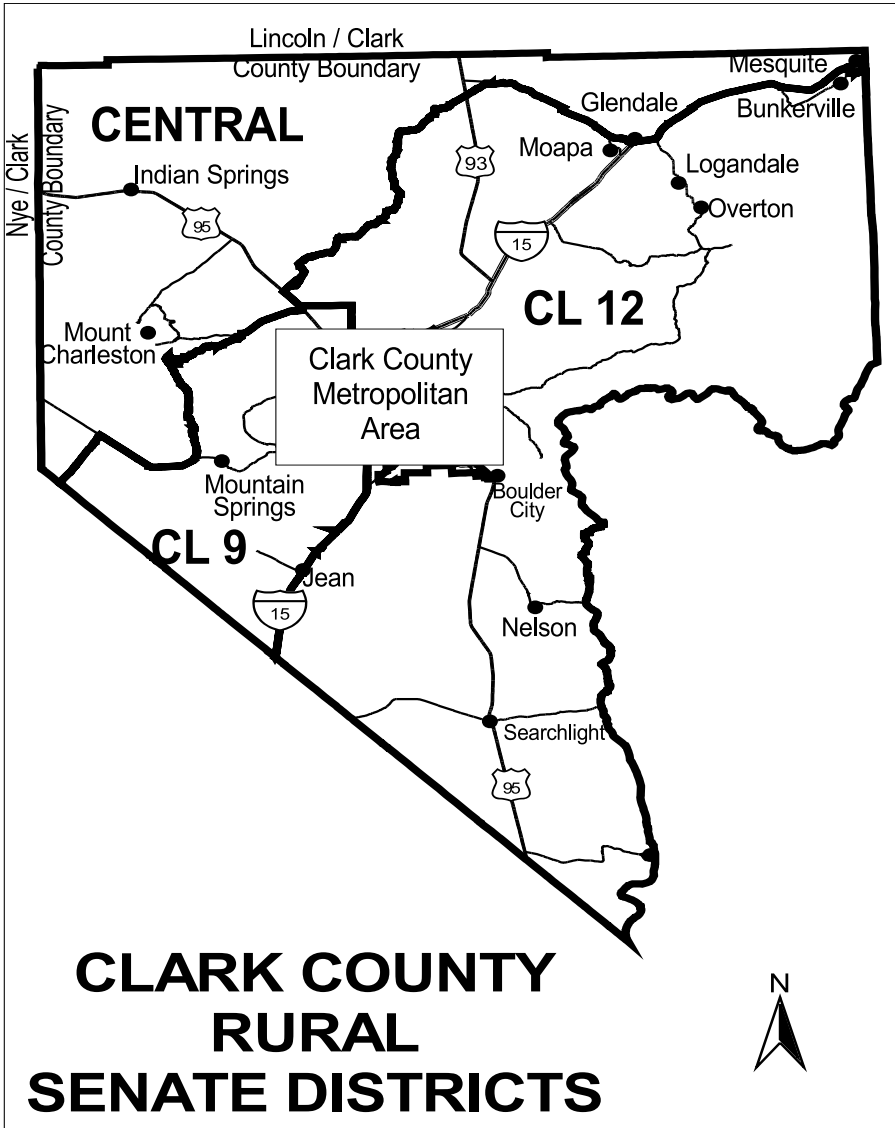 Lincoln / Clark
County Boundary
Mesquite
Bunkerville
Glendale
CENTRAL
Nye / Clark
County Boundary
Moapa
93
Logandale
Indian Springs
Overton
95
15
CL 12
Mount
Charleston
Clark County
Metropolitan
Area
Mountain
Springs
Boulder
City
CL 9
Jean
15
Nelson
Searchlight
95
CLARK COUNTY
RURAL
SENATE DISTRICTS
N